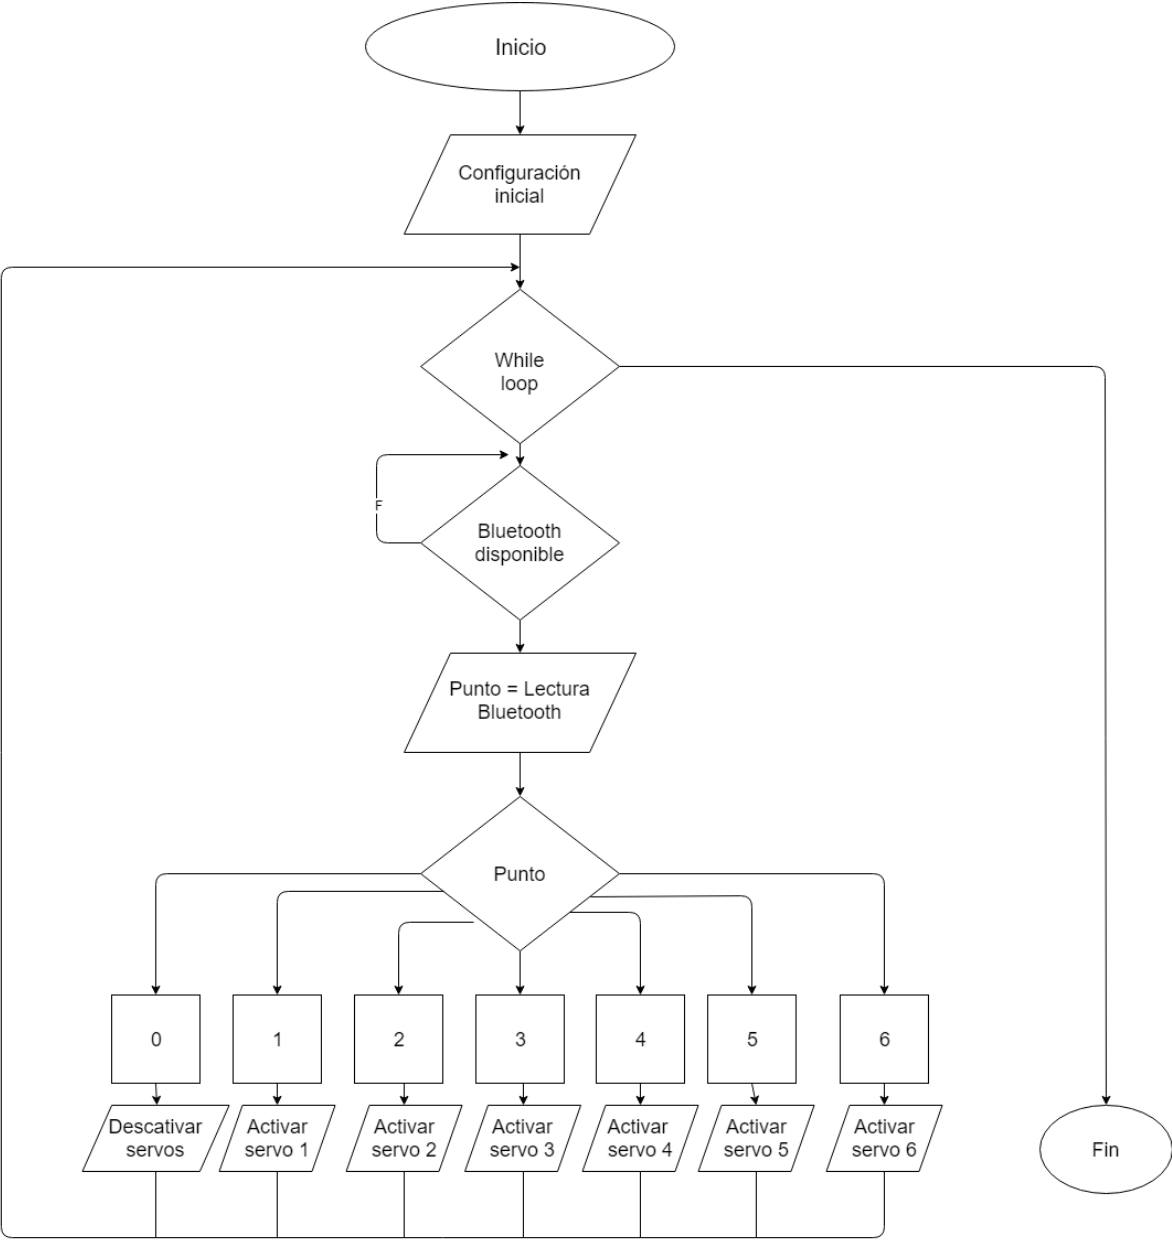 Inicio
Configuración
inicial
While
loop
F
Bluetooth
disponible
Punto = Lectura
Bluetooth
Punto
0
1
2
3
4
5
6
Descativar
servos
Activar
servo 1
Activar
servo 2
Activar
servo 3
Activar
servo 4
Activar
servo 5
Activar
servo 6
Fin